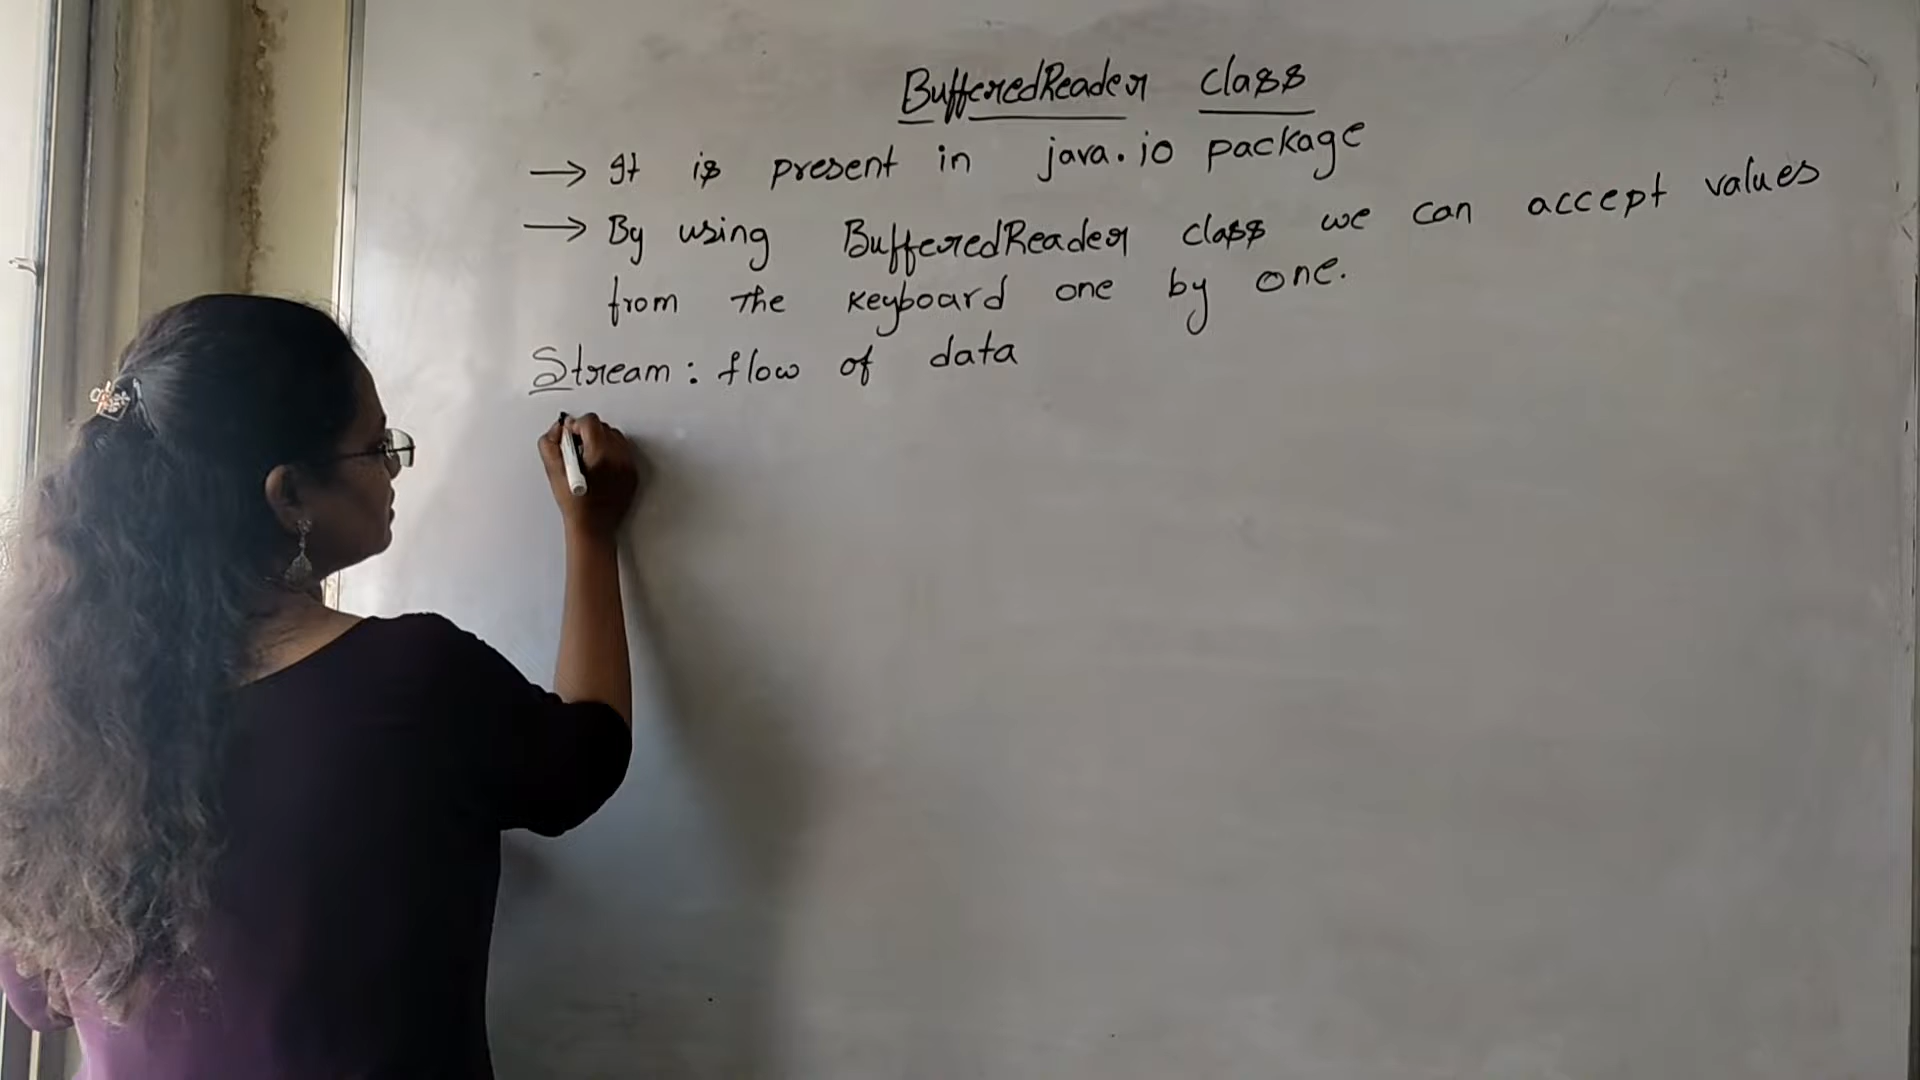 BufferedReader class
→ It is present in java.io package
→ By using BufferedReader class we can accept values
from the keyboard one by one.
Stream: flow of data